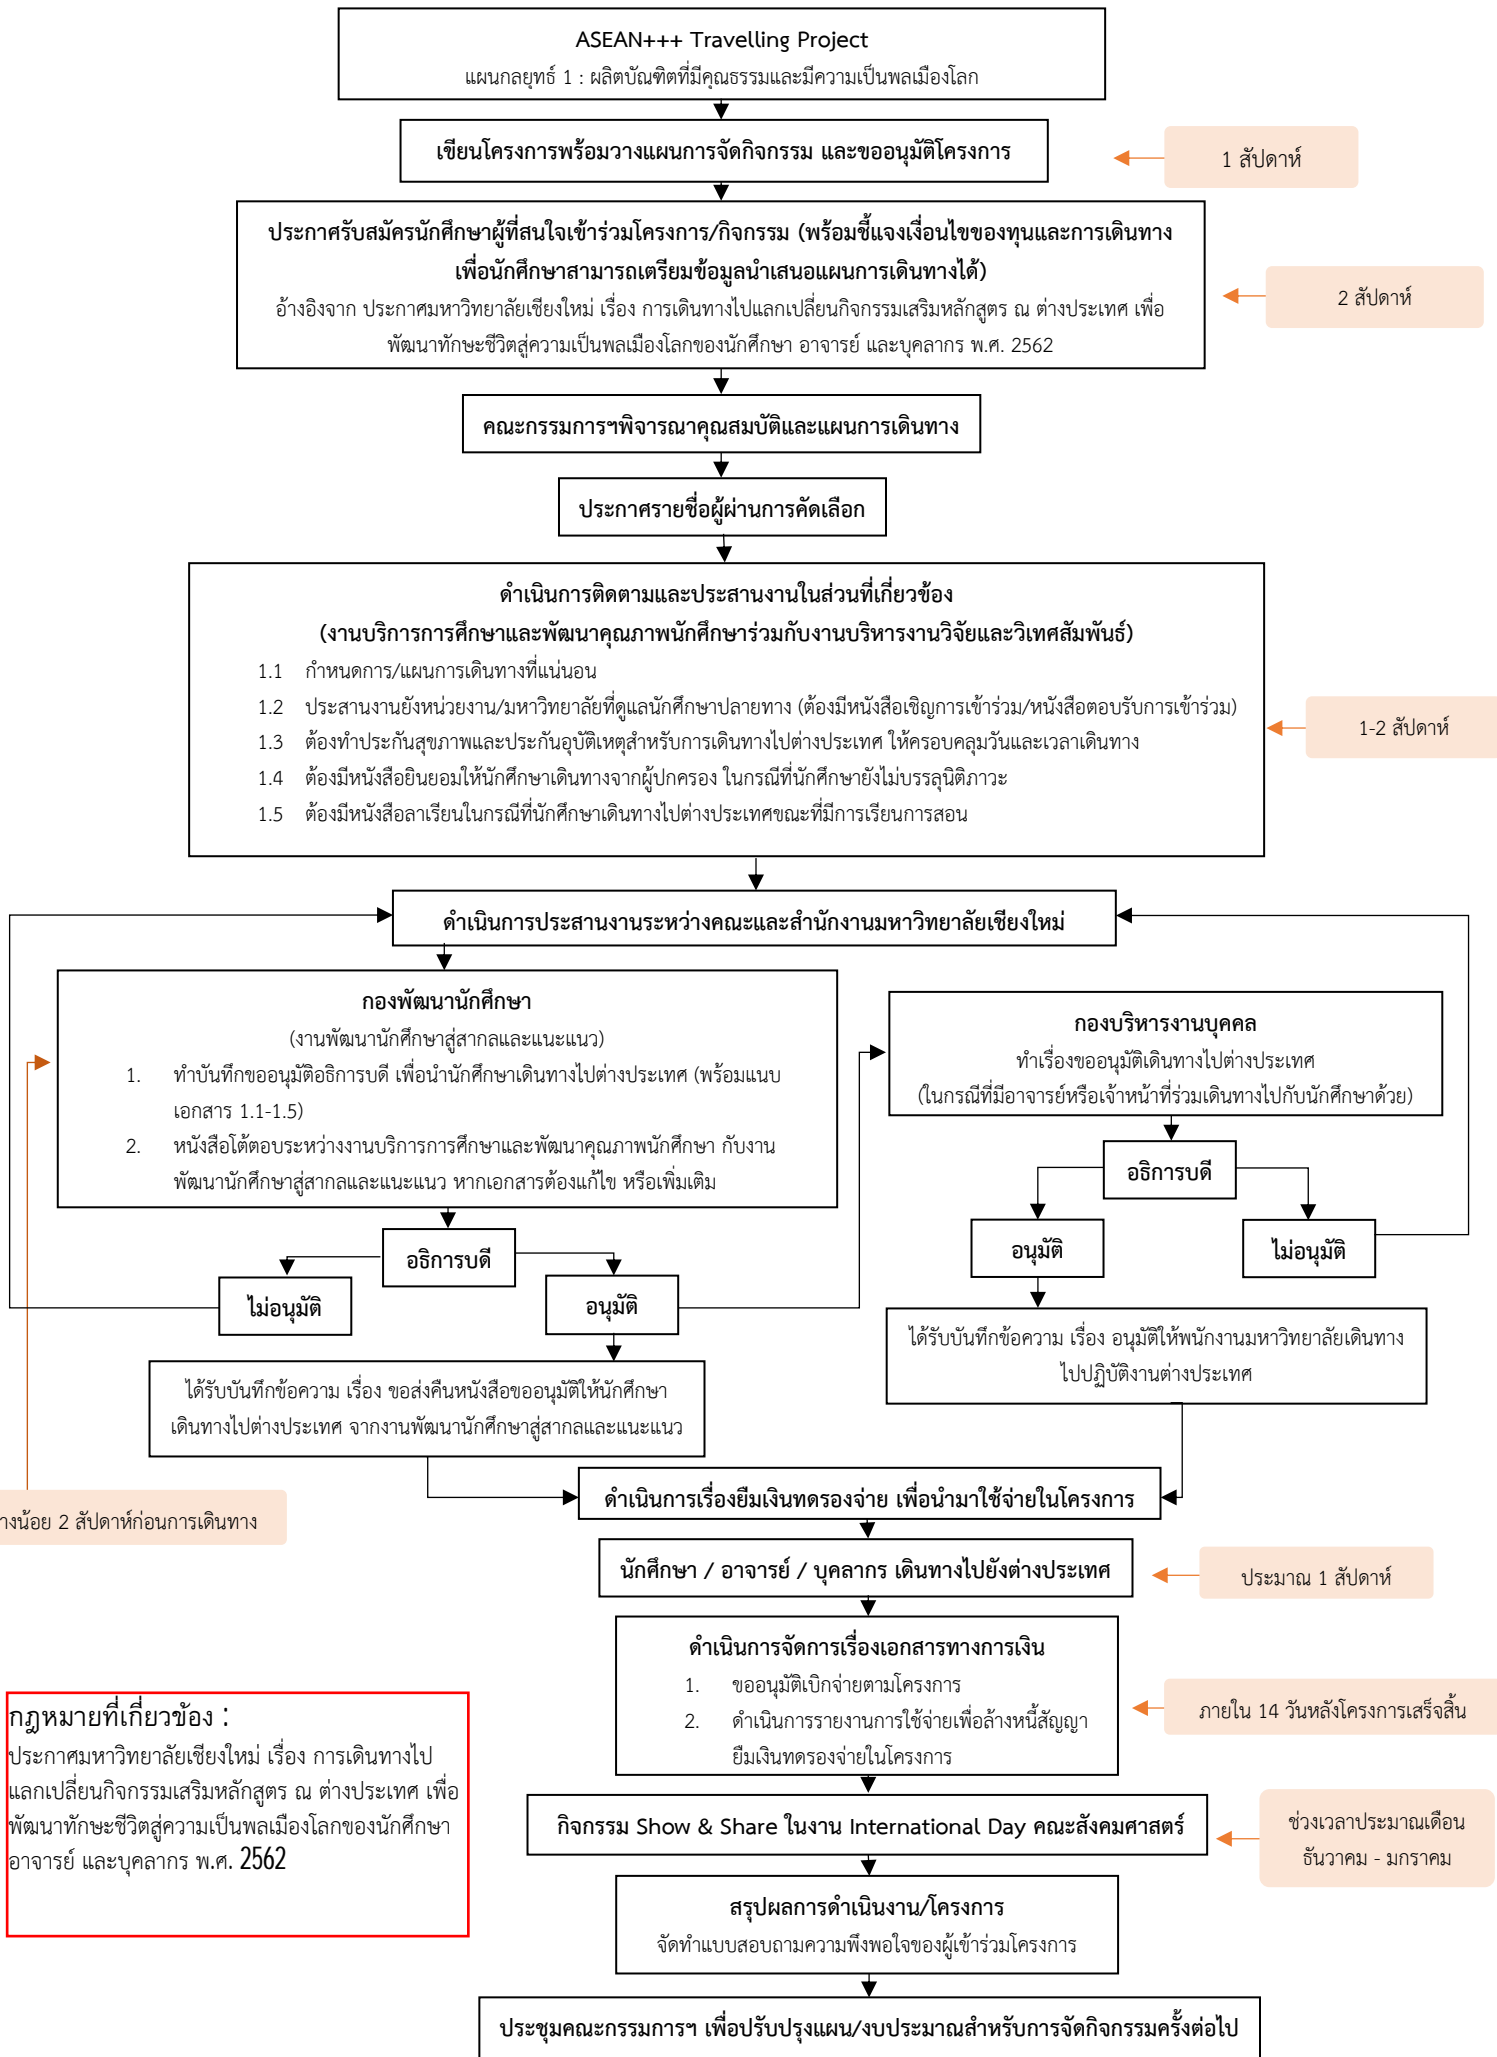 ASEAN+++ Travelling Project
แผนกลยุทธ์ 1 : ผลิตบัณฑิตที่มีคุณธรรมและมีความเป็นพลเมืองโลก
เขียนโครงการพร้อมวางแผนการจัดกิจกรรม และขออนุมัติโครงการ
1 สัปดาห์
ประกาศรับสมัครนักศึกษาผู้ที่สนใจเข้าร่วมโครงการ/กิจกรรม (พร้อมชี้แจงเงื่อนไขของทุนและการเดินทาง
เพื่อนักศึกษาสามารถเตรียมข้อมูลนำเสนอแผนการเดินทางได้)
อ้างอิงจาก ประกาศมหาวิทยาลัยเชียงใหม่ เรื่อง การเดินทางไปแลกเปลี่ยนกิจกรรมเสริมหลักสูตร ณ ต่างประเทศ เพื่อ
พัฒนาทักษะชีวิตสู่ความเป็นพลเมืองโลกของนักศึกษา อาจารย์ และบุคลากร พ.ศ. 2562
2 สัปดาห์
คณะกรรมการฯพิจารณาคุณสมบัติและแผนการเดินทาง
ประกาศรายชื่อผู้ผ่านการคัดเลือก
ดำเนินการติดตามและประสานงานในส่วนที่เกี่ยวข้อง
(งานบริการการศึกษาและพัฒนาคุณภาพนักศึกษาร่วมกับงานบริหารงานวิจัยและวิเทศสัมพันธ์)
1.1 กำหนดการ/แผนการเดินทางที่แน่นอน
1.2 ประสานงานยังหน่วยงาน/มหาวิทยาลัยที่ดูแลนักศึกษาปลายทาง (ต้องมีหนังสือเชิญการเข้าร่วม/หนังสือตอบรับการเข้าร่วม)
1.3 ต้องทำประกันสุขภาพและประกันอุบัติเหตุสำหรับการเดินทางไปต่างประเทศ ให้ครอบคลุมวันและเวลาเดินทาง
1.4 ต้องมีหนังสือยินยอมให้นักศึกษาเดินทางจากผู้ปกครอง ในกรณีที่นักศึกษายังไม่บรรลุนิติภาวะ
1.5 ต้องมีหนังสือลาเรียนในกรณีที่นักศึกษาเดินทางไปต่างประเทศขณะที่มีการเรียนการสอน
1-2 สัปดาห์
ดำเนินการประสานงานระหว่างคณะและสำนักงานมหาวิทยาลัยเชียงใหม่
กองพัฒนานักศึกษา
(งานพัฒนานักศึกษาสู่สากลและแนะแนว)
1. ทำบันทึกขออนุมัติอธิการบดี เพื่อนำนักศึกษาเดินทางไปต่างประเทศ (พร้อมแนบ
เอกสาร 1.1-1.5)
2. หนังสือโต้ตอบระหว่างงานบริการการศึกษาและพัฒนาคุณภาพนักศึกษา กับงาน
พัฒนานักศึกษาสู่สากลและแนะแนว หากเอกสารต้องแก้ไข หรือเพิ่มเติม
กองบริหารงานบุคคล
ทำเรื่องขออนุมัติเดินทางไปต่างประเทศ
(ในกรณีที่มีอาจารย์หรือเจ้าหน้าที่ร่วมเดินทางไปกับนักศึกษาด้วย)
อธิการบดี
อนุมัติ
ไม่อนุมัติ
อธิการบดี
ไม่อนุมัติ
อนุมัติ
ได้รับบันทึกข้อความ เรื่อง อนุมัติให้พนักงานมหาวิทยาลัยเดินทาง
ไปปฏิบัติงานต่างประเทศ
ได้รับบันทึกข้อความ เรื่อง ขอส่งคืนหนังสือขออนุมัติให้นักศึกษา
เดินทางไปต่างประเทศ จากงานพัฒนานักศึกษาสู่สากลและแนะแนว
ดำเนินการเรื่องยืมเงินทดรองจ่าย เพื่อนำมาใช้จ่ายในโครงการ
างน้อย 2 สัปดาห์ก่อนการเดินทาง
นักศึกษา / อาจารย์ / บุคลากร เดินทางไปยังต่างประเทศ
ประมาณ 1 สัปดาห์
ดำเนินการจัดการเรื่องเอกสารทางการเงิน
1. ขออนุมัติเบิกจ่ายตามโครงการ
2. ดำเนินการรายงานการใช้จ่ายเพื่อล้างหนี้สัญญา
ยืมเงินทดรองจ่ายในโครงการ
ภายใน 14 วันหลังโครงการเสร็จสิ้น
กฎหมายที่เกี่ยวข้อง :
ประกาศมหาวิทยาลัยเชียงใหม่ เรื่อง การเดินทางไป
แลกเปลี่ยนกิจกรรมเสริมหลักสูตร ณ ต่างประเทศ เพื่อ
พัฒนาทักษะชีวิตสู่ความเป็นพลเมืองโลกของนักศึกษา
อาจารย์ และบุคลากร พ.ศ. 2562
กิจกรรม Show & Share ในงาน International Day คณะสังคมศาสตร์
ช่วงเวลาประมาณเดือน
ธันวาคม - มกราคม
สรุปผลการดำเนินงาน/โครงการ
จัดทำแบบสอบถามความพึงพอใจของผู้เข้าร่วมโครงการ
ประชุมคณะกรรมการฯ เพื่อปรับปรุงแผน/งบประมาณสำหรับการจัดกิจกรรมครั้งต่อไป